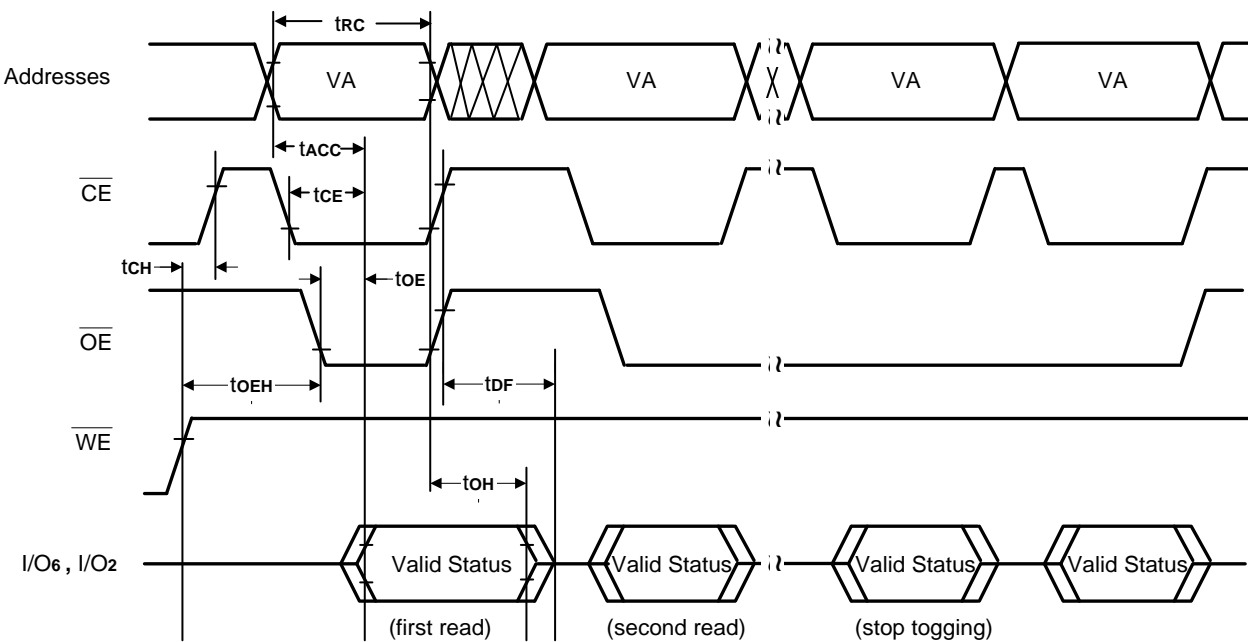 tRC
Addresses VA VA VA VA
tACC
CE tCE
tCH tOE
OE
tOEH tDF
WE
tOH
I/O6 , I/O2 Valid Status Valid Status Valid Status Valid Status
(first read) (second read) (stop togging)